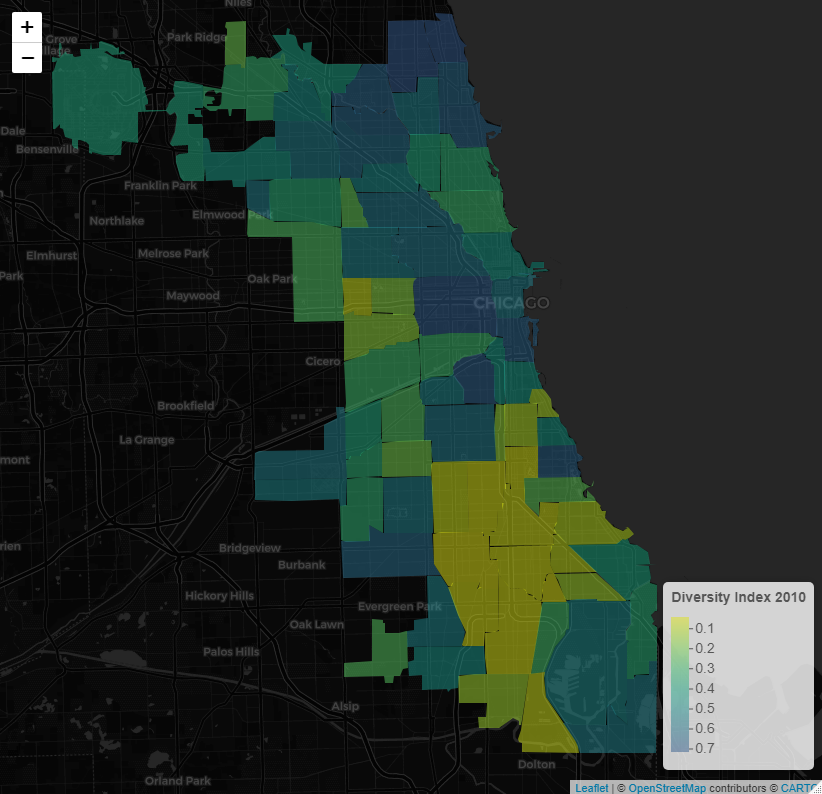 +
−
Niles
Park Ridge
Grove
Village
Dale
Bensenville
Franklin Park
Northlake
Elmwood Park
Elmhurst
Melrose Park
Park
Oak Park
Maywood
CHICAGO
Cicero
Brookfield
La Grange
mont
rien
Bridgeview
Burbank
Hickory Hills
Evergreen Park
Oak Lawn
Palos Hills
Alsip
Dolton
Orland Park
Diversity Index 2010
0.1
0.2
0.3
0.4
0.5
0.6
0.7
Leaflet | © OpenStreetMap contributors © CARTO